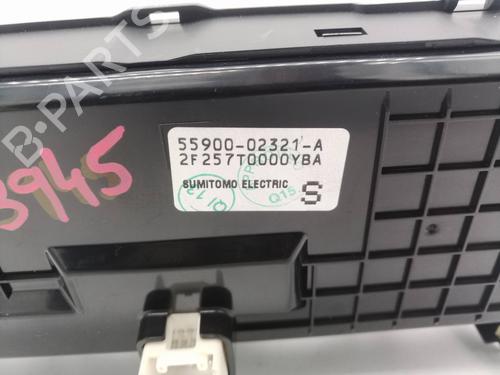 B-PARTS
55900-02321-A
2F257T0000YBA
SUMITOMO ELECTRIC S
3945